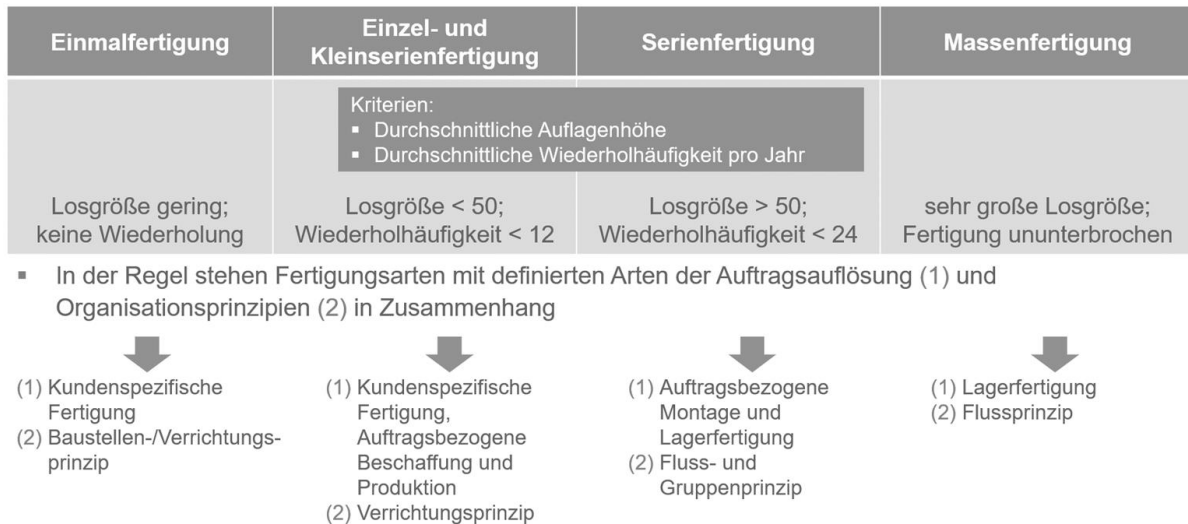 Einmalfertigung
Einzel- und
Kleinserienfertigung
Serienfertigung
Massenfertigung
Kriterien:
▪ Durchschnittliche Auflagenhöhe
▪ Durchschnittliche Wiederholhäufigkeit pro Jahr
Losgröße gering;
keine Wiederholung
Losgröße < 50;
Wiederholhäufigkeit < 12
Losgröße > 50;
Wiederholhäufigkeit < 24
sehr große Losgröße;
Fertigung ununterbrochen
▪ In der Regel stehen Fertigungsarten mit definierten Arten der Auftragsauflösung (1) und
Organisationsprinzipien (2) in Zusammenhang
(1) Kundenspezifische
Fertigung
(2) Baustellen-/Verrichtungs-
prinzip
(1) Kundenspezifische
Fertigung,
Auftragsbezogene
Beschaffung und
Produktion
(2) Verrichtungsprinzip
(1) Auftragsbezogene
Montage und
Lagerfertigung
(2) Fluss- und
Gruppenprinzip
(1) Lagerfertigung
(2) Flussprinzip